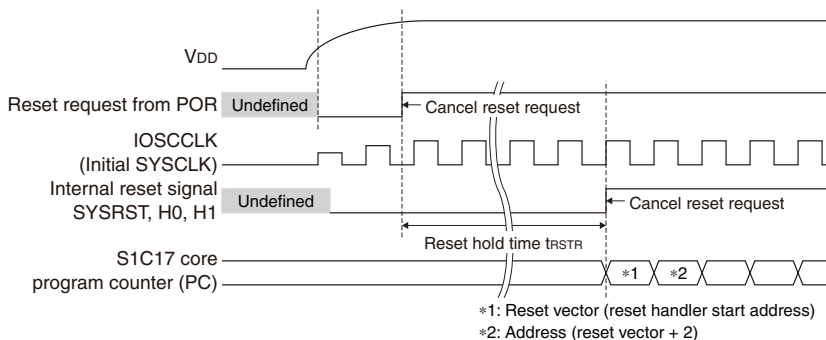 VDD
Reset request from POR
Undefined
Cancel reset request
IOSCCLK
(Initial SYSCLK)
Internal reset signal
SYSRST, H0, H1
Undefined
Cancel reset request
Reset hold time tRSTR
S1C17 core
program counter (PC)
*1
*2
*1: Reset vector (reset handler start address)
*2: Address (reset vector + 2)